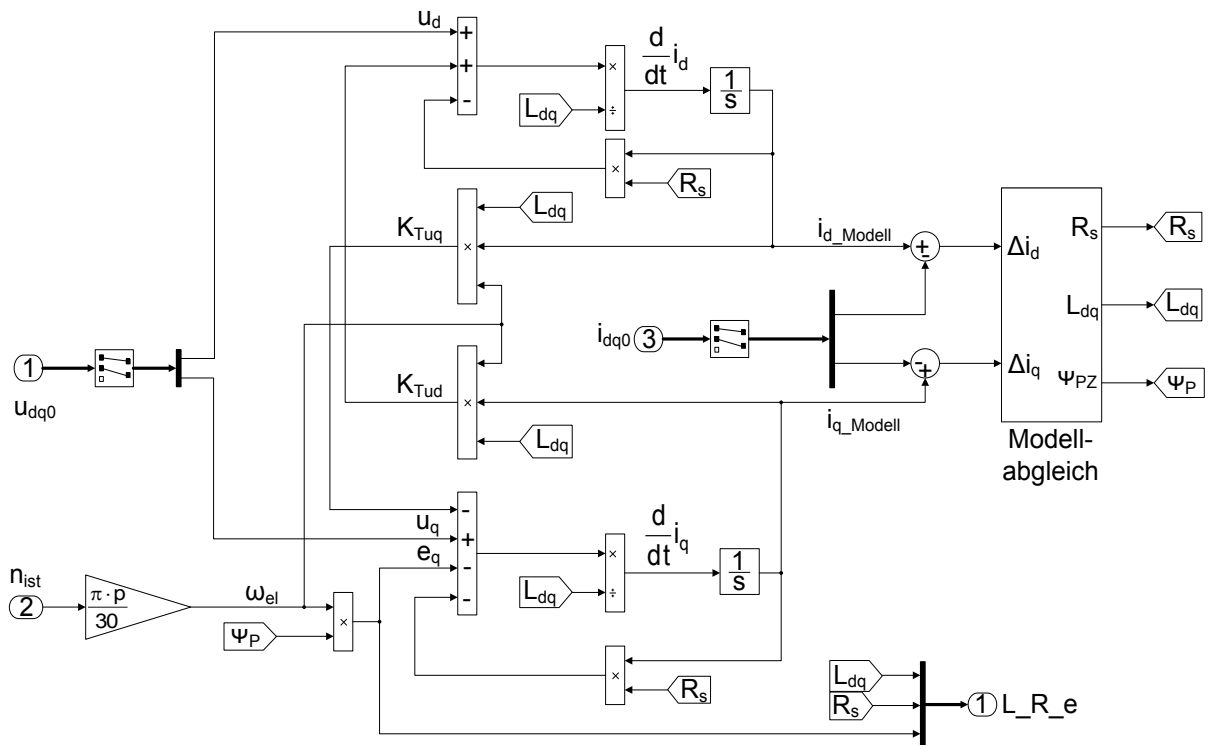 u_d
+
+
-
×
÷
L_dq
d
dt
i_d
1
s
×
R_s
L_dq
K_Tuq
×
i_d_Modell
+
-
i_dq0
3
Δi_d
R_s
R_s
L_dq
L_dq
Δi_q
Ψ_PZ
Ψ_P
Modell-
abgleich
-
+
i_q_Modell
1
u_dq0
K_Tud
×
L_dq
-
u_q
+
e_q
-
-
×
÷
L_dq
d
dt
i_q
1
s
n_ist
2
π · p
30
ω_el
Ψ_P
×
×
R_s
L_dq
R_s
1
L_R_e